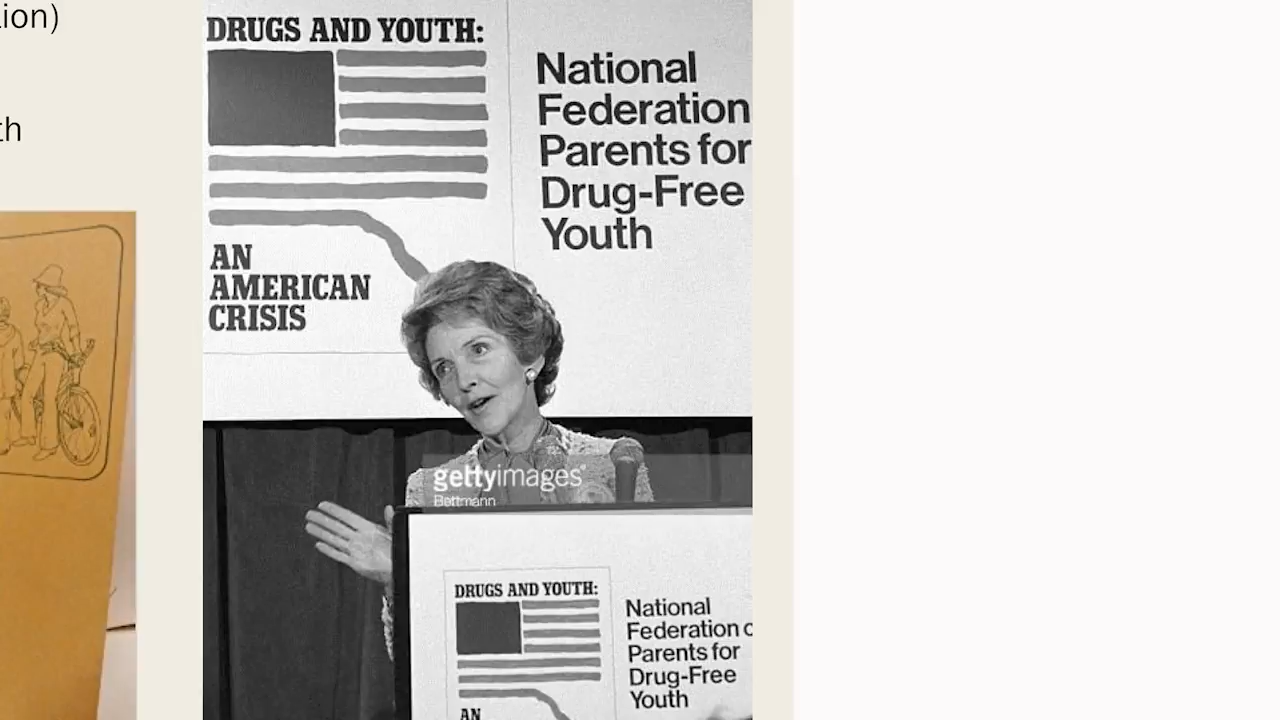 ion)
th
DRUGS AND YOUTH:
AN
AMERICAN
CRISIS
National
Federation
Parents for
Drug-Free
Youth
gettyimages
Bettmann
DRUGS AND YOUTH:
AN
National
Federation o
Parents for
Drug-Free
Youth